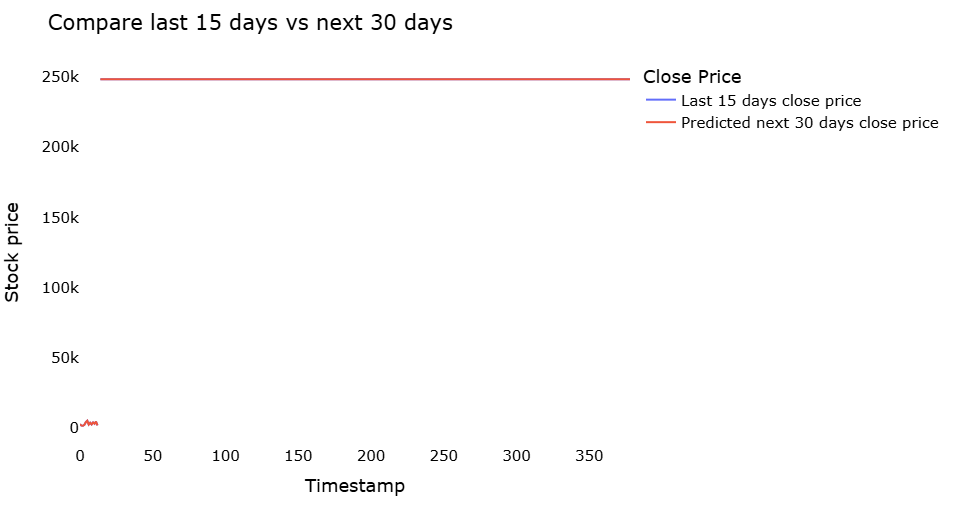 Compare last 15 days vs next 30 days
Close Price
Last 15 days close price
Predicted next 30 days close price
Stock price
250k
200k
150k
100k
50k
0
0 50 100 150 200 250 300 350
Timestamp